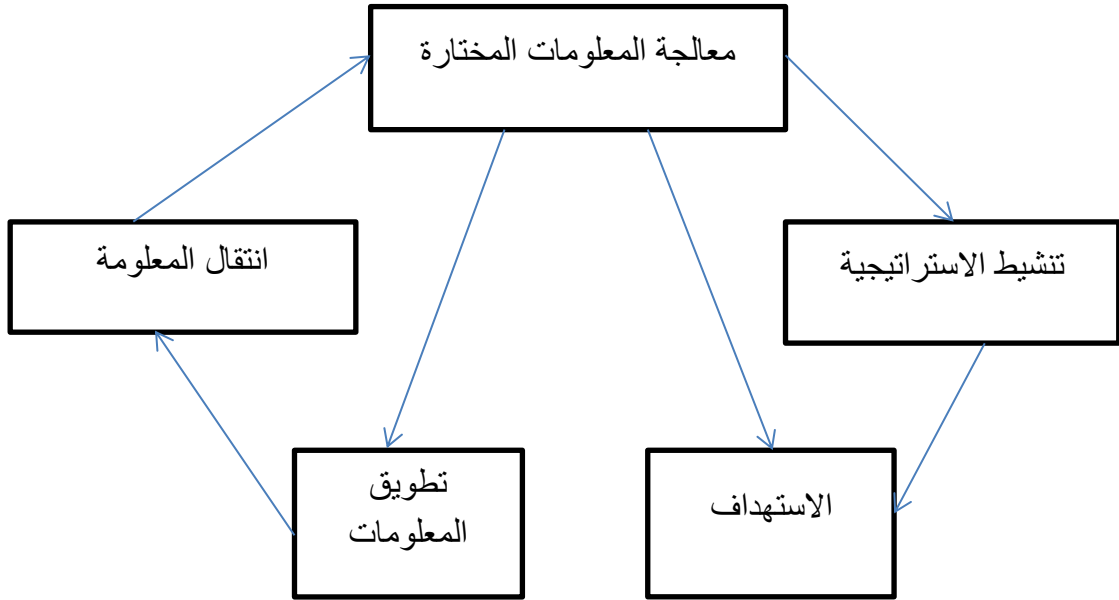 معالجة المعلومات المختارة
تنشيط الاستراتيجية
انتقال المعلومة
الاستهداف
تطويق
المعلومات